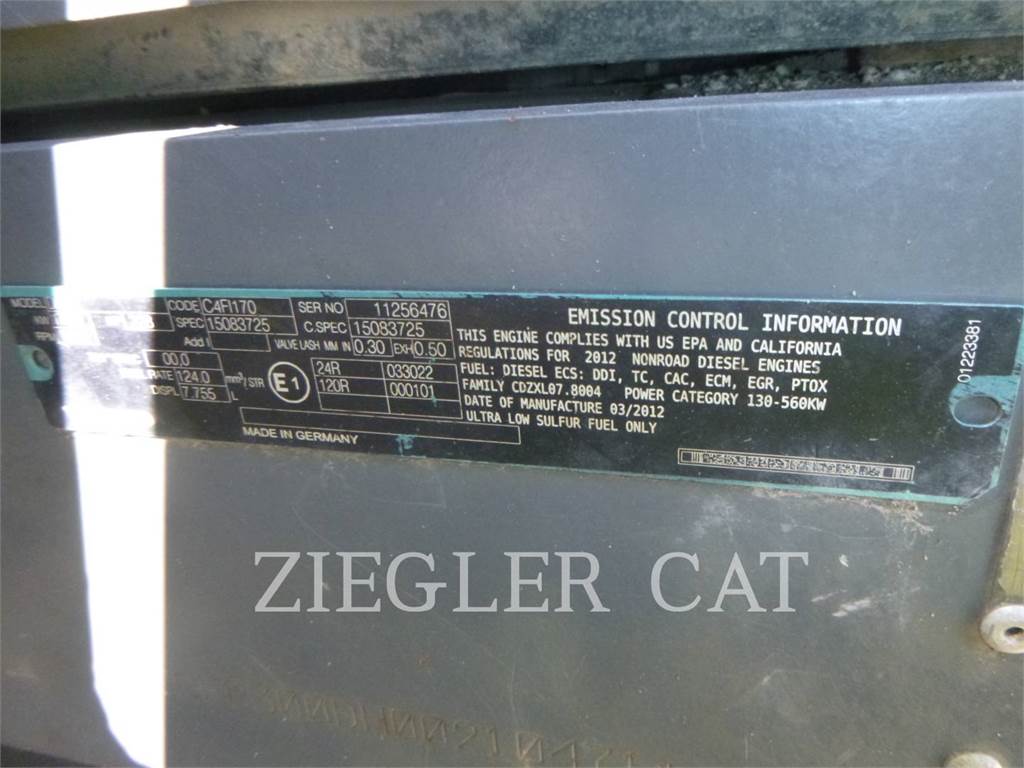 MODEL
CODE C4FI170
SER NO 11256476
SPEC 15083725
C.SPEC 15083725
Add I
VALVE LASH MM IN 0.30 EXH 0.50
00.0
24R 033022
RATE 124.0 mm³/STR
E1
120R 000101
DISPL 7.755 L
MADE IN GERMANY
EMISSION CONTROL INFORMATION
THIS ENGINE COMPLIES WITH US EPA AND CALIFORNIA
REGULATIONS FOR 2012 NONROAD DIESEL ENGINES
FUEL: DIESEL ECS: DDI, TC, CAC, ECM, EGR, PTOX
FAMILY CDZXL07.8004 POWER CATEGORY 130-560KW
DATE OF MANUFACTURE 03/2012
ULTRA LOW SULFUR FUEL ONLY
01223381
ZIEGLER CAT